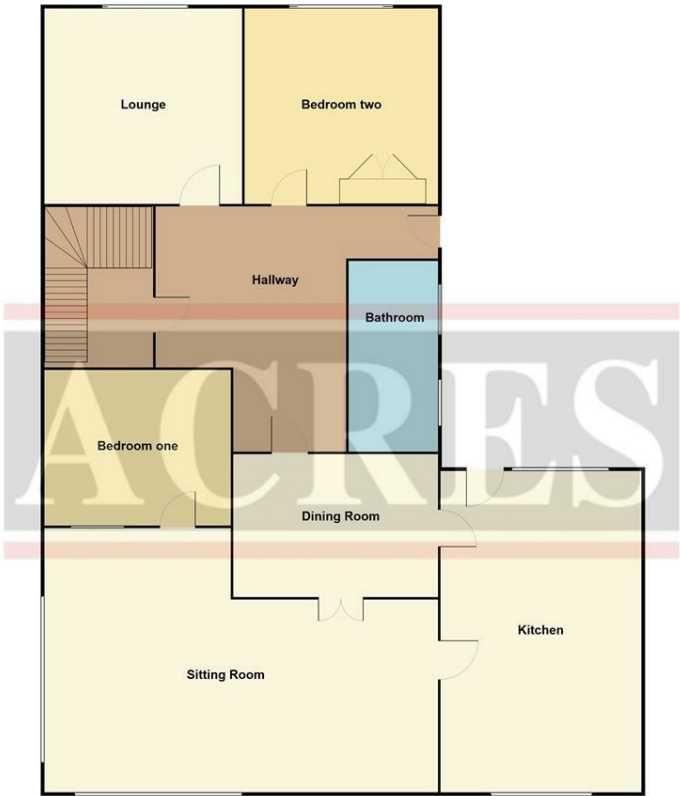 Lounge
Bedroom two
Hallway
Bathroom
ACRES
Bedroom one
Dining Room
Kitchen
Sitting Room